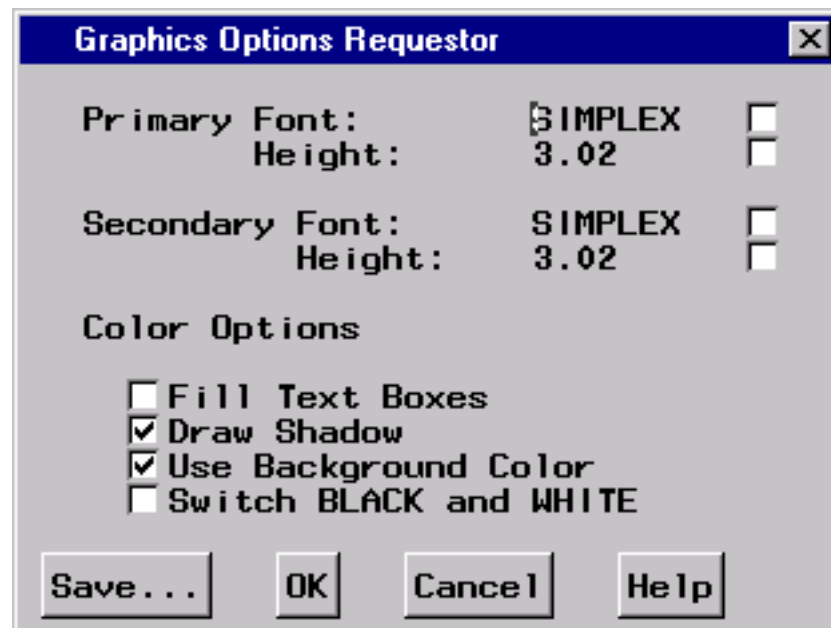 Graphics Options Requestor
Primary Font: SIMPLEX
Height: 3.02
Secondary Font: SIMPLEX
Height: 3.02
Color Options
Fill Text Boxes
Draw Shadow
Use Background Color
Switch BLACK and WHITE
Save... OK Cancel Help